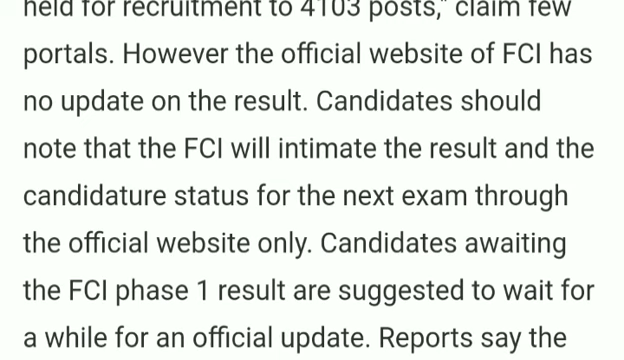 held for recruitment to 4103 posts," claim few
portals. However the official website of FCI has
no update on the result. Candidates should
note that the FCI will intimate the result and the
candidature status for the next exam through
the official website only. Candidates awaiting
the FCI phase 1 result are suggested to wait for
a while for an official update. Reports say the